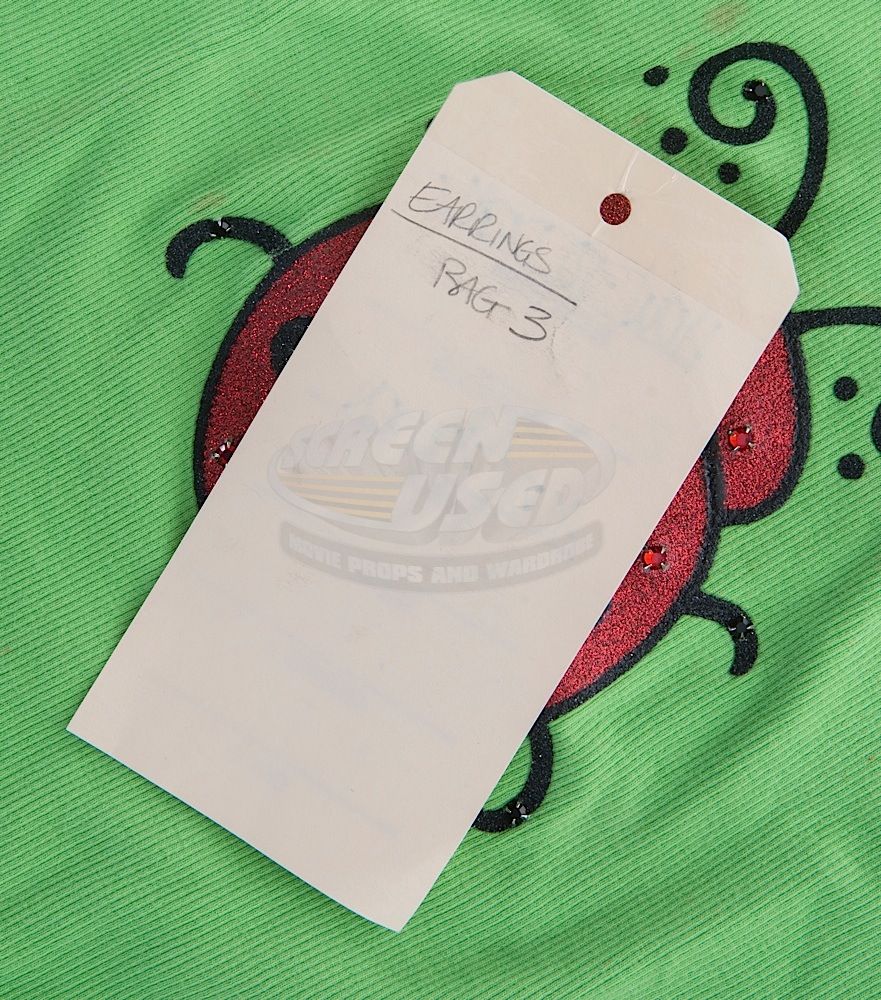 EARRINGS
BAG 3
SCREEN
USED
MOVIE PROPS AND WARDROBE